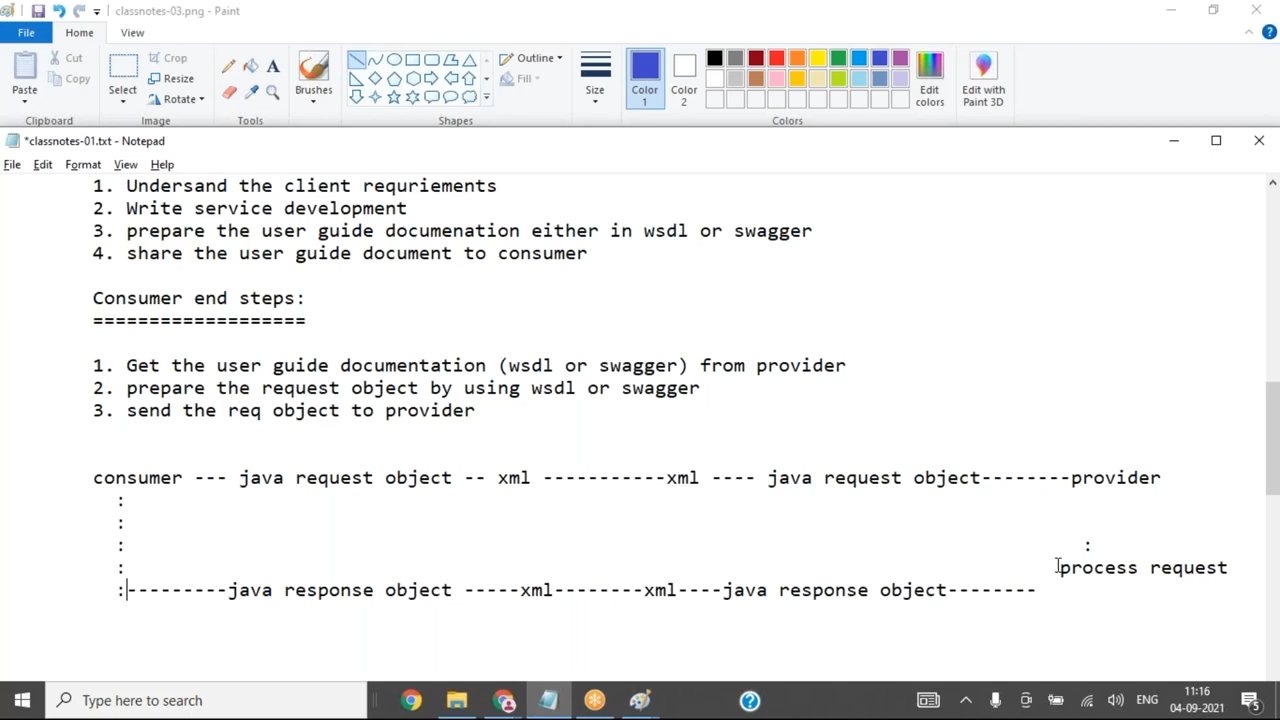 classnotes-03.png - Paint
File
Home
View
Paste
Cut
Copy
Clipboard
Select
Crop
Resize
Rotate
Image
Tools
Brushes
Outline
Fill
Shapes
Size
Color 1
Color 2
Edit colors
Edit with Paint 3D
Colors
*classnotes-01.txt - Notepad
File Edit Format View Help
1. Undersand the client requriements
2. Write service development
3. prepare the user guide documenation either in wsdl or swagger
4. share the user guide document to consumer
Consumer end steps:
===================
1. Get the user guide documentation (wsdl or swagger) from provider
2. prepare the request object by using wsdl or swagger
3. send the req object to provider
consumer --- java request object -- xml -----------xml ---- java request object--------provider
:
:
: :
: process request
:---------java response object -----xml--------xml----java response object--------
Type here to search
ENG
11:16
04-09-2021
5